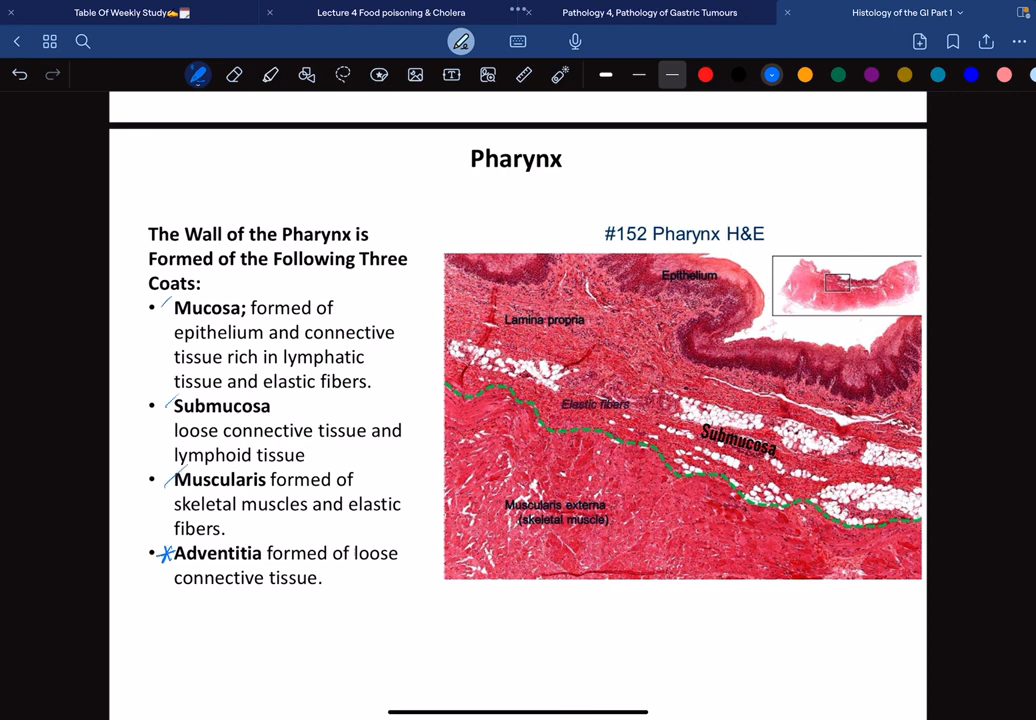 Table Of Weekly Study✍️🗓️
Lecture 4 Food poisoning & Cholera
Pathology 4, Pathology of Gastric Tumours
Histology of the GI Part 1
Pharynx
The Wall of the Pharynx is
Formed of the Following Three
Coats:
• Mucosa; formed of
epithelium and connective
tissue rich in lymphatic
tissue and elastic fibers.
• Submucosa
loose connective tissue and
lymphoid tissue
• Muscularis formed of
skeletal muscles and elastic
fibers.
• Adventitia formed of loose
connective tissue.
#152 Pharynx H&E
Epithelium
Lamina propria
Elastic fibers
Submucosa
Muscularis externa
(skeletal muscle)